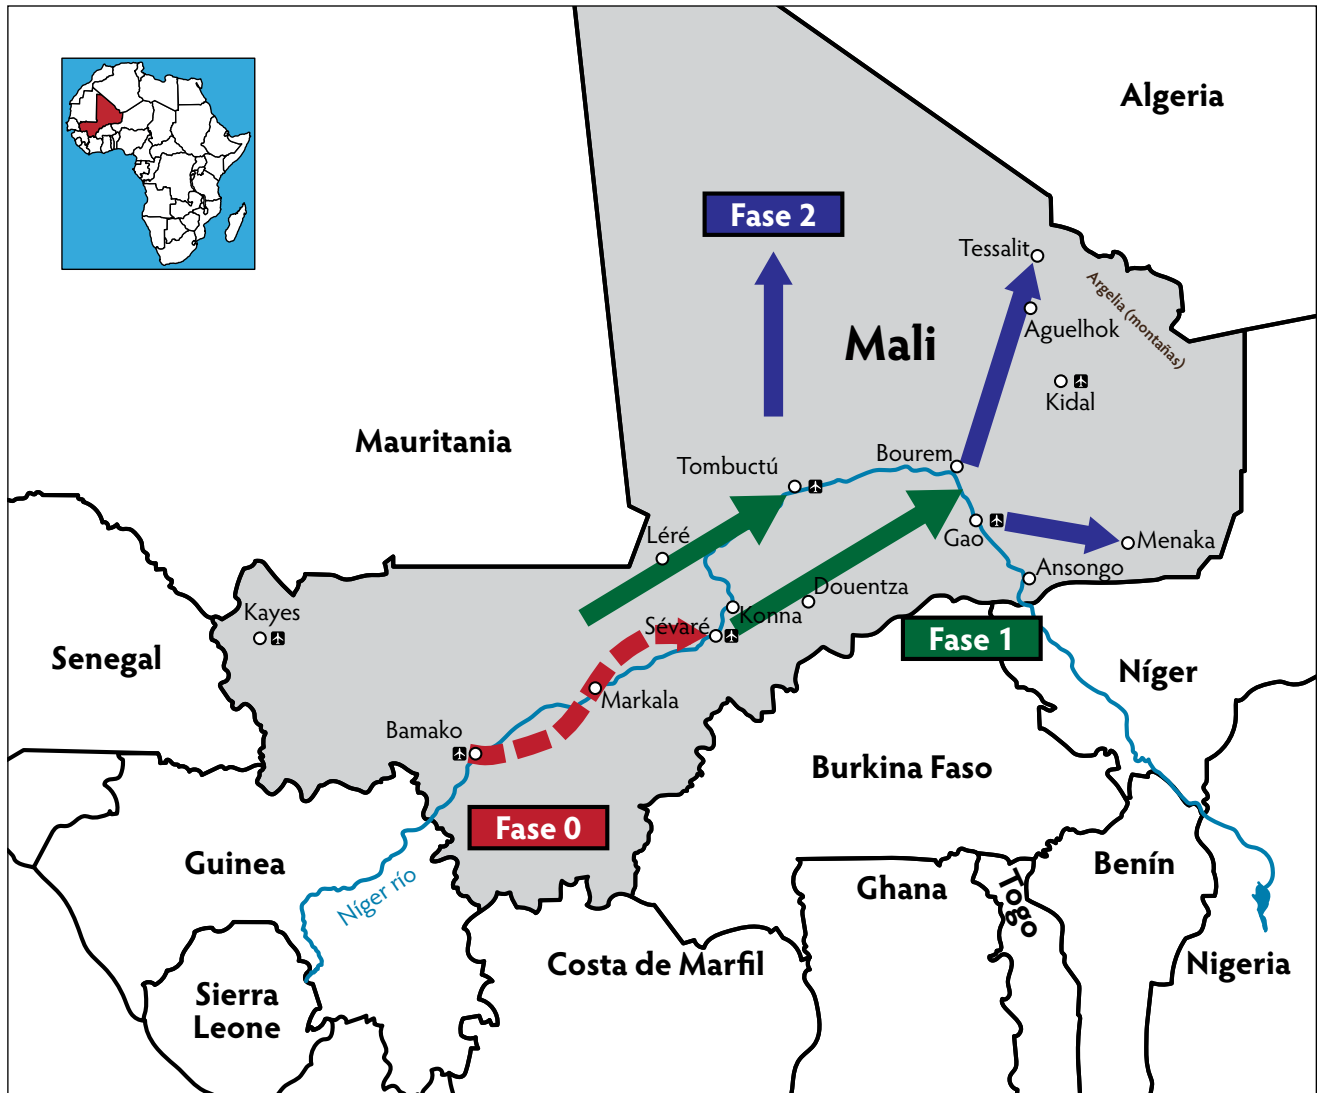 Algeria
Fase 2
Tessalit
Argelia (montañas)
Aguelhok
Mali
Kidal
Mauritania
Bourem
Tombuctú
Léré
Gao
Menaka
Ansongo
Douentza
Kayes
Konna
Sévaré
Fase 1
Senegal
Níger
Markala
Bamako
Burkina Faso
Fase 0
Guinea
Níger río
Ghana
Togo
Benín
Costa de Marfil
Nigeria
Sierra
Leone